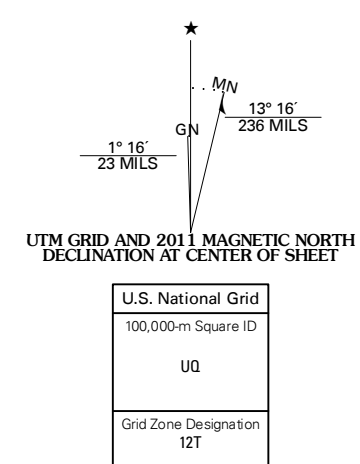 ★
MN
GN
1° 16´
23 MILS
13° 16´
236 MILS
UTM GRID AND 2011 MAGNETIC NORTH
DECLINATION AT CENTER OF SHEET
U.S. National Grid
100,000-m Square ID
UQ
Grid Zone Designation
12T